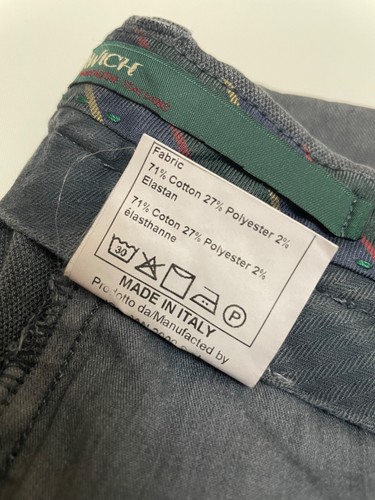 WICH
Fabric
71% Cotton 27% Polyester 2%
Elastan
71% Coton 27% Polyester 2%
élasthanne
30
P
MADE IN ITALY
Prodotto da/Manufactured by